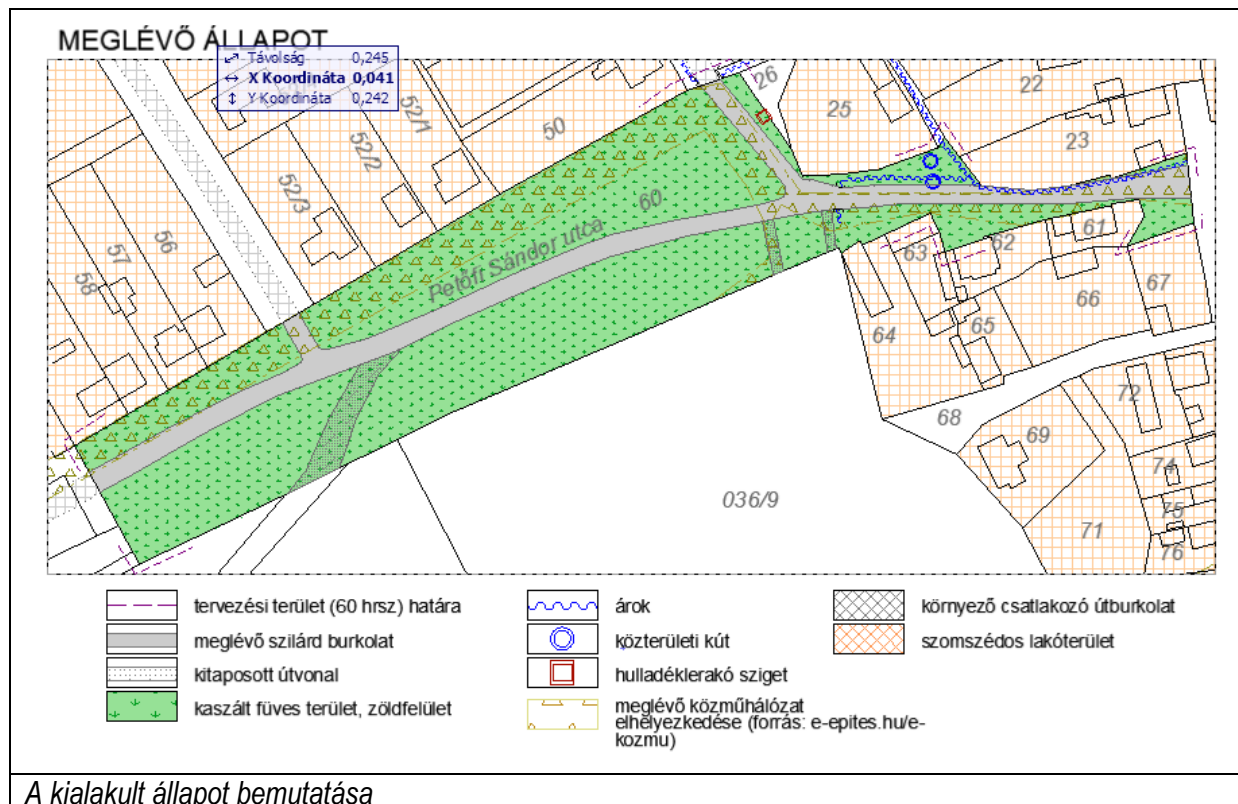 MEGLÉVŐ ÁLLAPOT
Távolság 0,245
X Koordináta 0,041
Y Koordináta 0,242
26
25
22
23
52/1
52/2
52/3
50
56
57
58
Petőfi Sándor utca
60
61
62
63
64
65
66
67
68
69
71
72
74
75
76
036/9
tervezési terület (60 hrsz) határa
meglévő szilárd burkolat
kitaposott útvonal
kaszált füves terület, zöldfelület
árok
közterületi kút
hulladéklerakó sziget
meglévő közműhálózat
elhelyezkedése (forrás: e-epites.hu/e-
kozmu)
környező csatlakozó útburkolat
szomszédos lakóterület
A kialakult állapot bemutatása